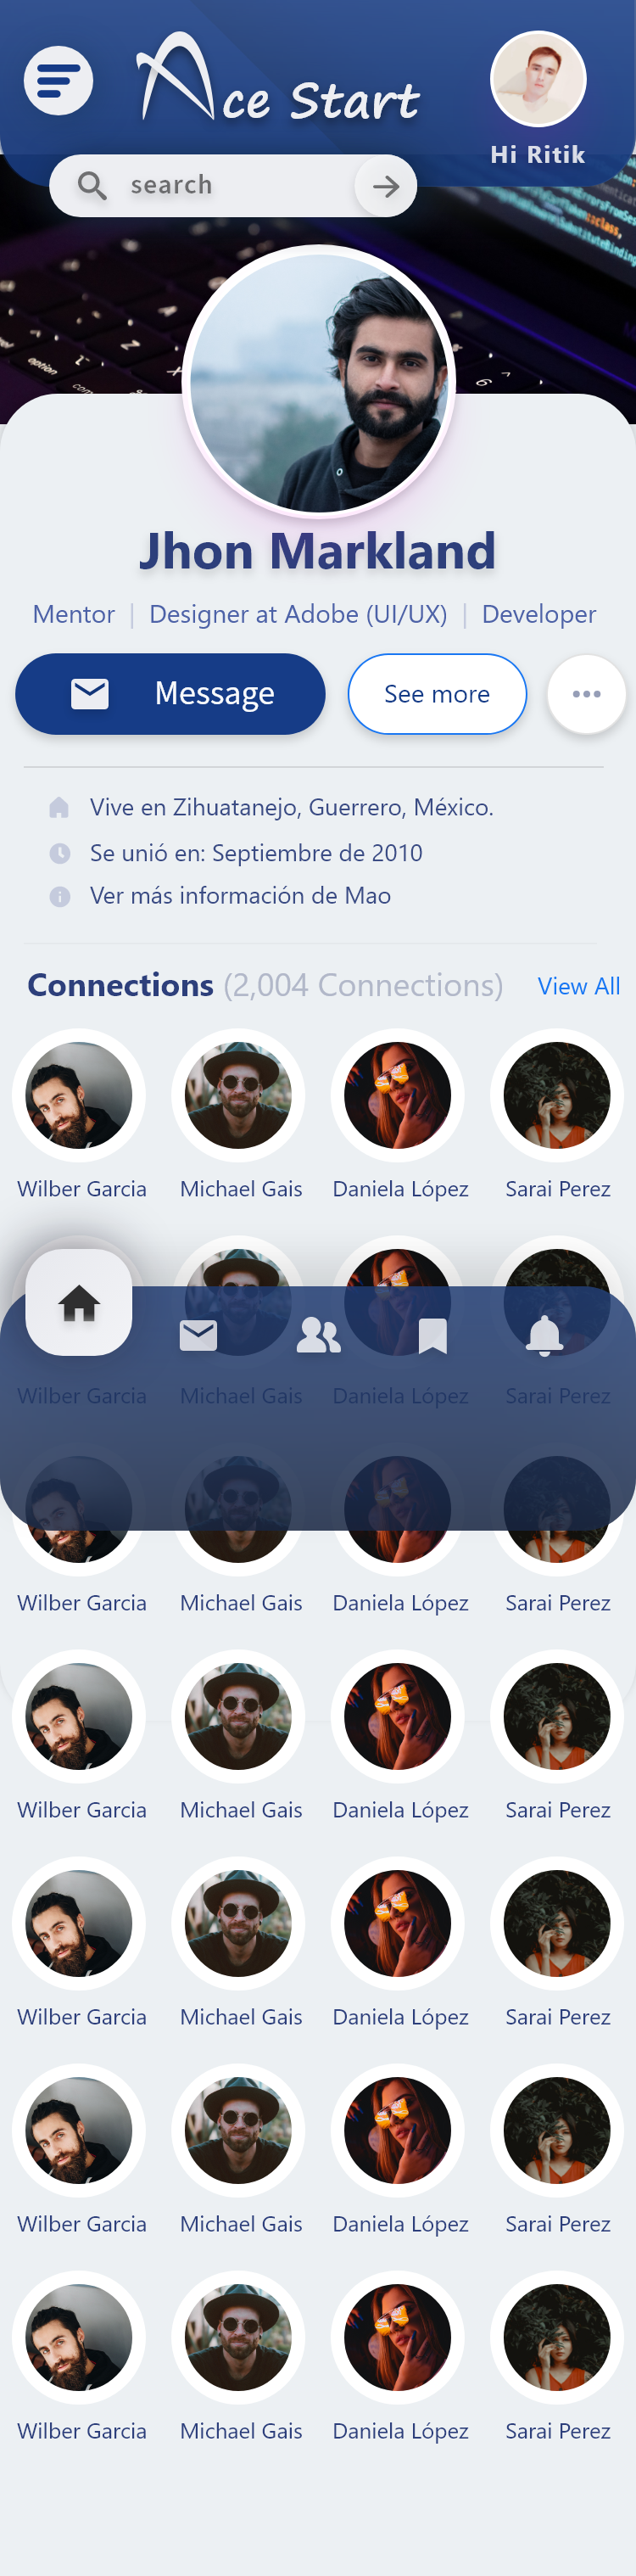 Ace Start
Hi Ritik
search
option
Jhon Markland
Mentor | Designer at Adobe (UI/UX) | Developer
Message
See more
Vive en Zihuatanejo, Guerrero, México.
Se unió en: Septiembre de 2010
Ver más información de Mao
Connections (2,004 Connections) View All
Wilber Garcia Michael Gais Daniela López Sarai Perez
Wilber Garcia Michael Gais Daniela López Sarai Perez
Wilber Garcia Michael Gais Daniela López Sarai Perez
Wilber Garcia Michael Gais Daniela López Sarai Perez
Wilber Garcia Michael Gais Daniela López Sarai Perez
Wilber Garcia Michael Gais Daniela López Sarai Perez
Wilber Garcia Michael Gais Daniela López Sarai Perez